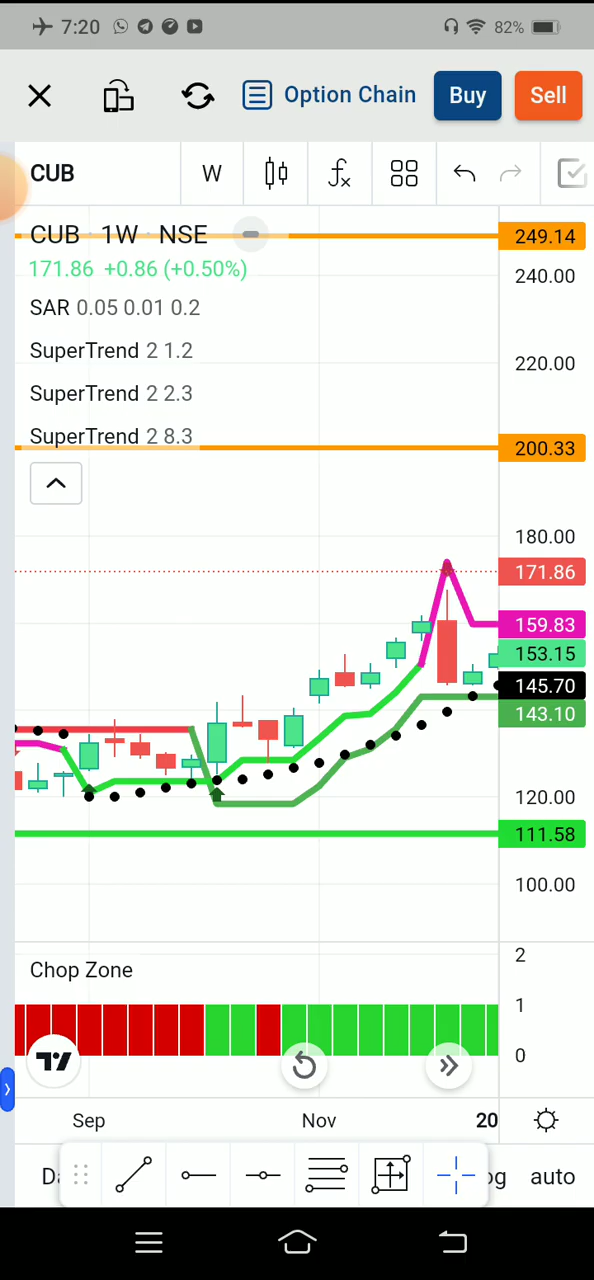 7:20 82%
Option Chain Buy Sell
CUB W fx
CUB · 1W · NSE
171.86 +0.86 (+0.50%)
SAR 0.05 0.01 0.2
SuperTrend 2 1.2
SuperTrend 2 2.3
SuperTrend 2 8.3
249.14
240.00
220.00
200.33
180.00
171.86
159.83
153.15
145.70
143.10
120.00
111.58
100.00
Chop Zone
2
1
0
Sep Nov 20
auto